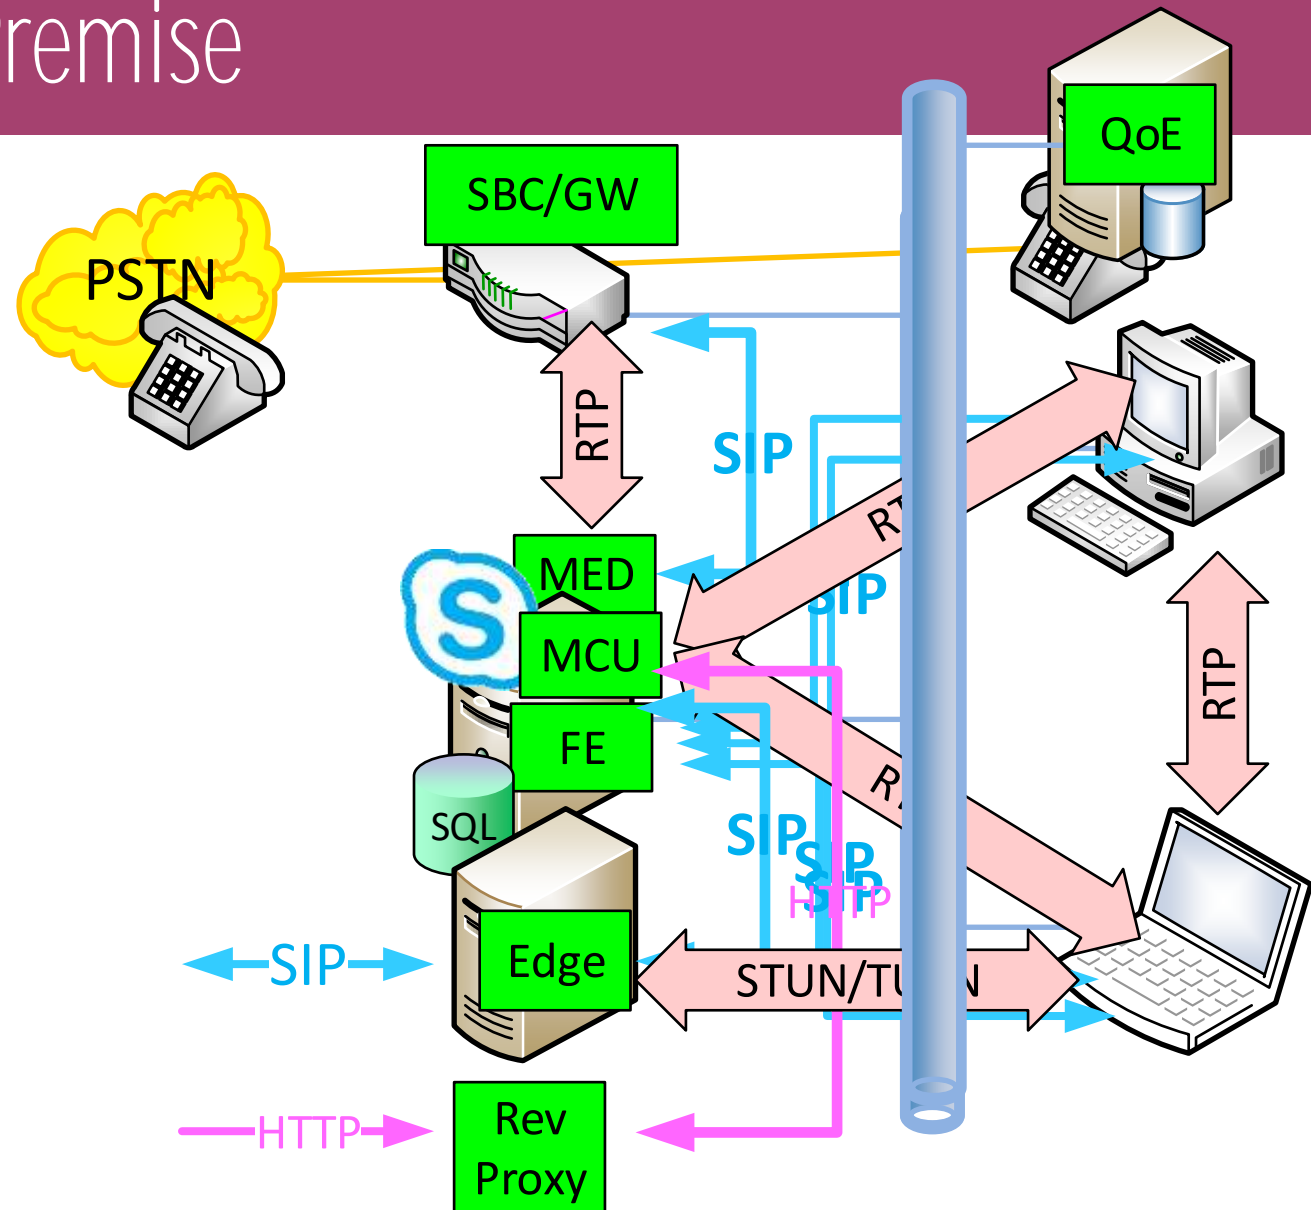 remise
QoE
SBC/GW
PSTN
RTP
SIP
MED
SIP
MCU
RTP
FE
SQL
SIP
SIP
SIP
HTTP
Edge
SIP
STUN/TU N
HTTP
Rev
Proxy